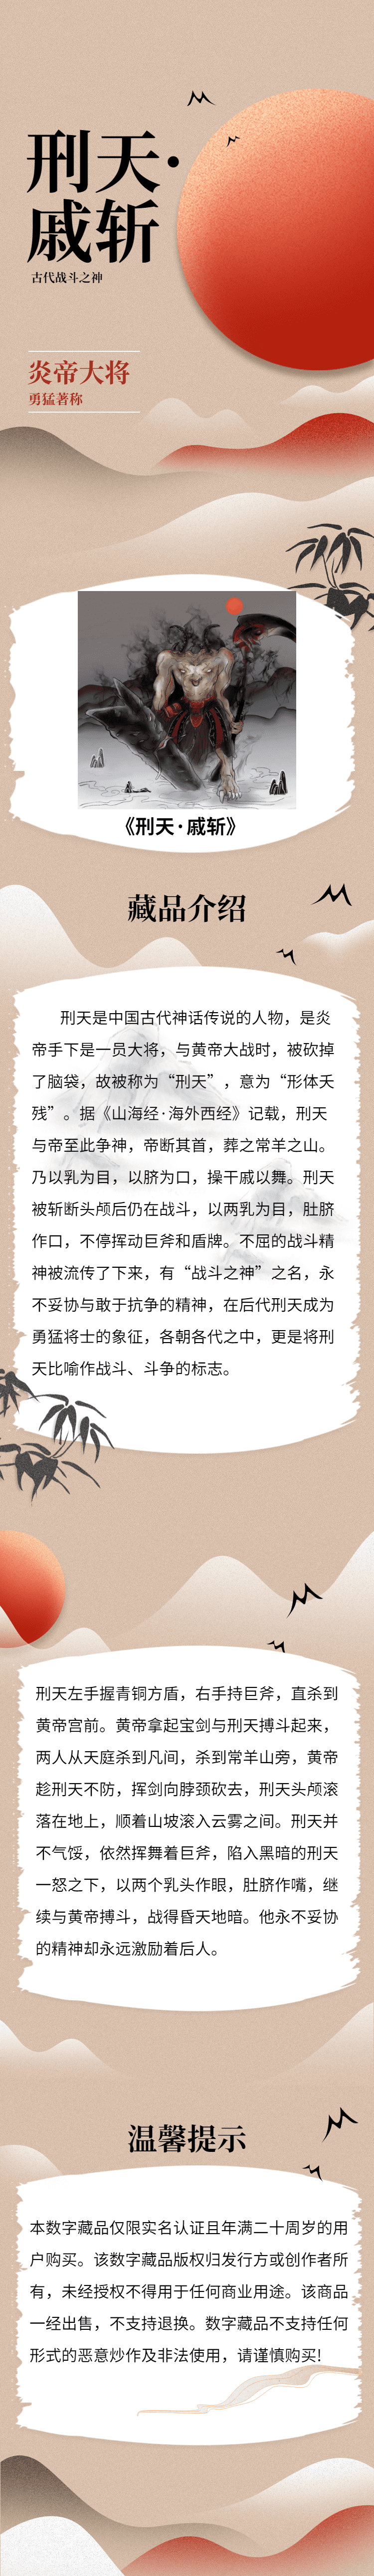 刑天·
戚斩
古代战斗之神
炎帝大将
勇猛著称
《刑天·戚斩》
藏品介绍
刑天是中国古代神话传说的人物，是炎
帝手下是一员大将，与黄帝大战时，被砍掉
了脑袋，故被称为“刑天”，意为“形体夭
残”。据《山海经·海外西经》记载，刑天
与帝至此争神，帝断其首，葬之常羊之山。
乃以乳为目，以脐为口，操干戚以舞。刑天
被斩断头颅后仍在战斗，以两乳为目，肚脐
作口，不停挥动巨斧和盾牌。不屈的战斗精
神被流传了下来，有“战斗之神”之名，永
不妥协与敢于抗争的精神，在后代刑天成为
勇猛将士的象征，各朝各代之中，更是将刑
天比喻作战斗、斗争的标志。
刑天左手握青铜方盾，右手持巨斧，直杀到
黄帝宫前。黄帝拿起宝剑与刑天搏斗起来，
两人从天庭杀到凡间，杀到常羊山旁，黄帝
趁刑天不防，挥剑向脖颈砍去，刑天头颅滚
落在地上，顺着山坡滚入云雾之间。刑天并
不气馁，依然挥舞着巨斧，陷入黑暗的刑天
一怒之下，以两个乳头作眼，肚脐作嘴，继
续与黄帝搏斗，战得昏天地暗。他永不妥协
的精神却永远激励着后人。
温馨提示
本数字藏品仅限实名认证且年满二十周岁的用
户购买。该数字藏品版权归发行方或创作者所
有，未经授权不得用于任何商业用途。该商品
一经出售，不支持退换。数字藏品不支持任何
形式的恶意炒作及非法使用，请谨慎购买！